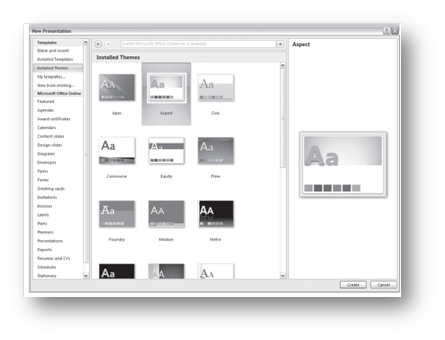 New Presentation
Templates
Blank and recent
Installed Templates
Installed Themes
My templates...
New from existing...
Microsoft Office Online
Featured
Agendas
Award certificates
Calendars
Content slides
Design slides
Diagrams
Envelopes
Flyers
Forms
Greeting cards
Invitations
Invoices
Labels
Plans
Planners
Presentations
Reports
Resumes and CVs
Schedules
Stationery
Search Microsoft Office Online for a template
Installed Themes
Aa
Aa
Aa
Apex
Aspect
Civic
Aa
Aa
Aa
Concourse
Equity
Flow
Aa
AA
AA
Foundry
Median
Metro
Aa
Aa
AA
Aspect
Aa
Create
Cancel